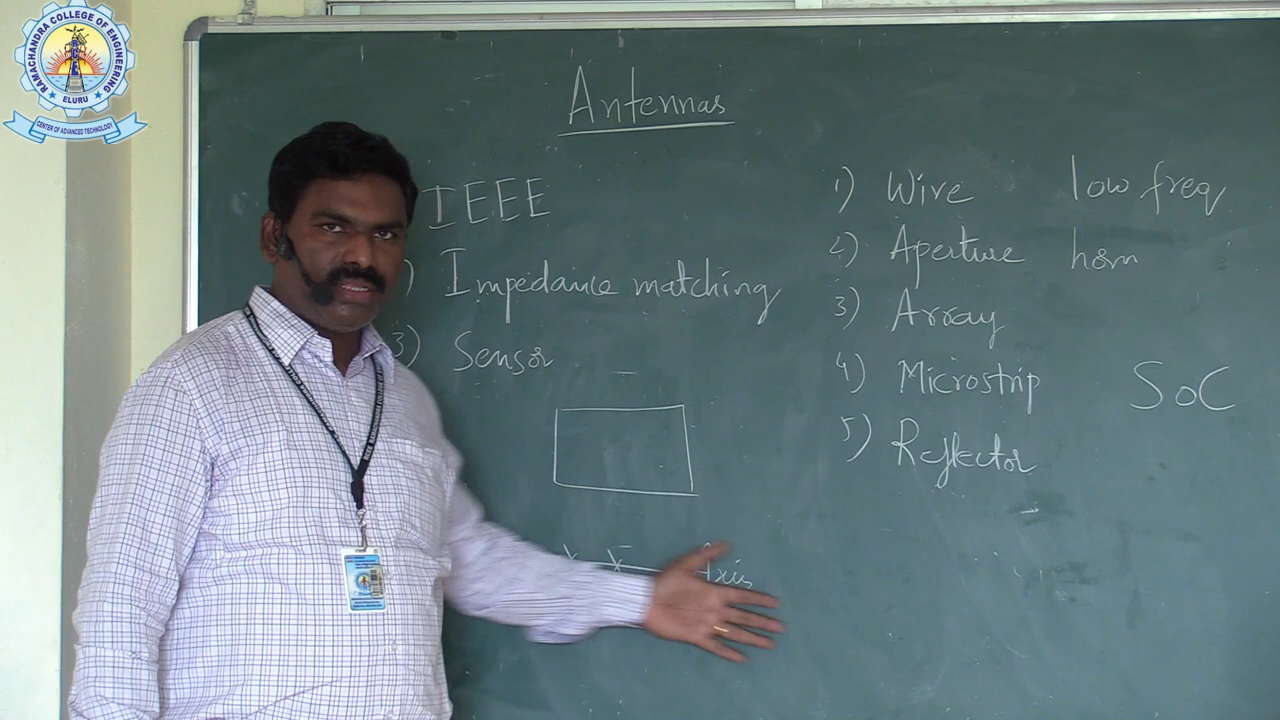 RAMACHANDRA COLLEGE OF ENGINEERING
ELURU
CENTER OF ADVANCED TECHNOLOGY
Antennas
IEEE
) Impedance matching
3) Sensor
1) Wire low freq
2) Aperture horn
3) Array
4) Microstrip SoC
5) Reflector
Axis